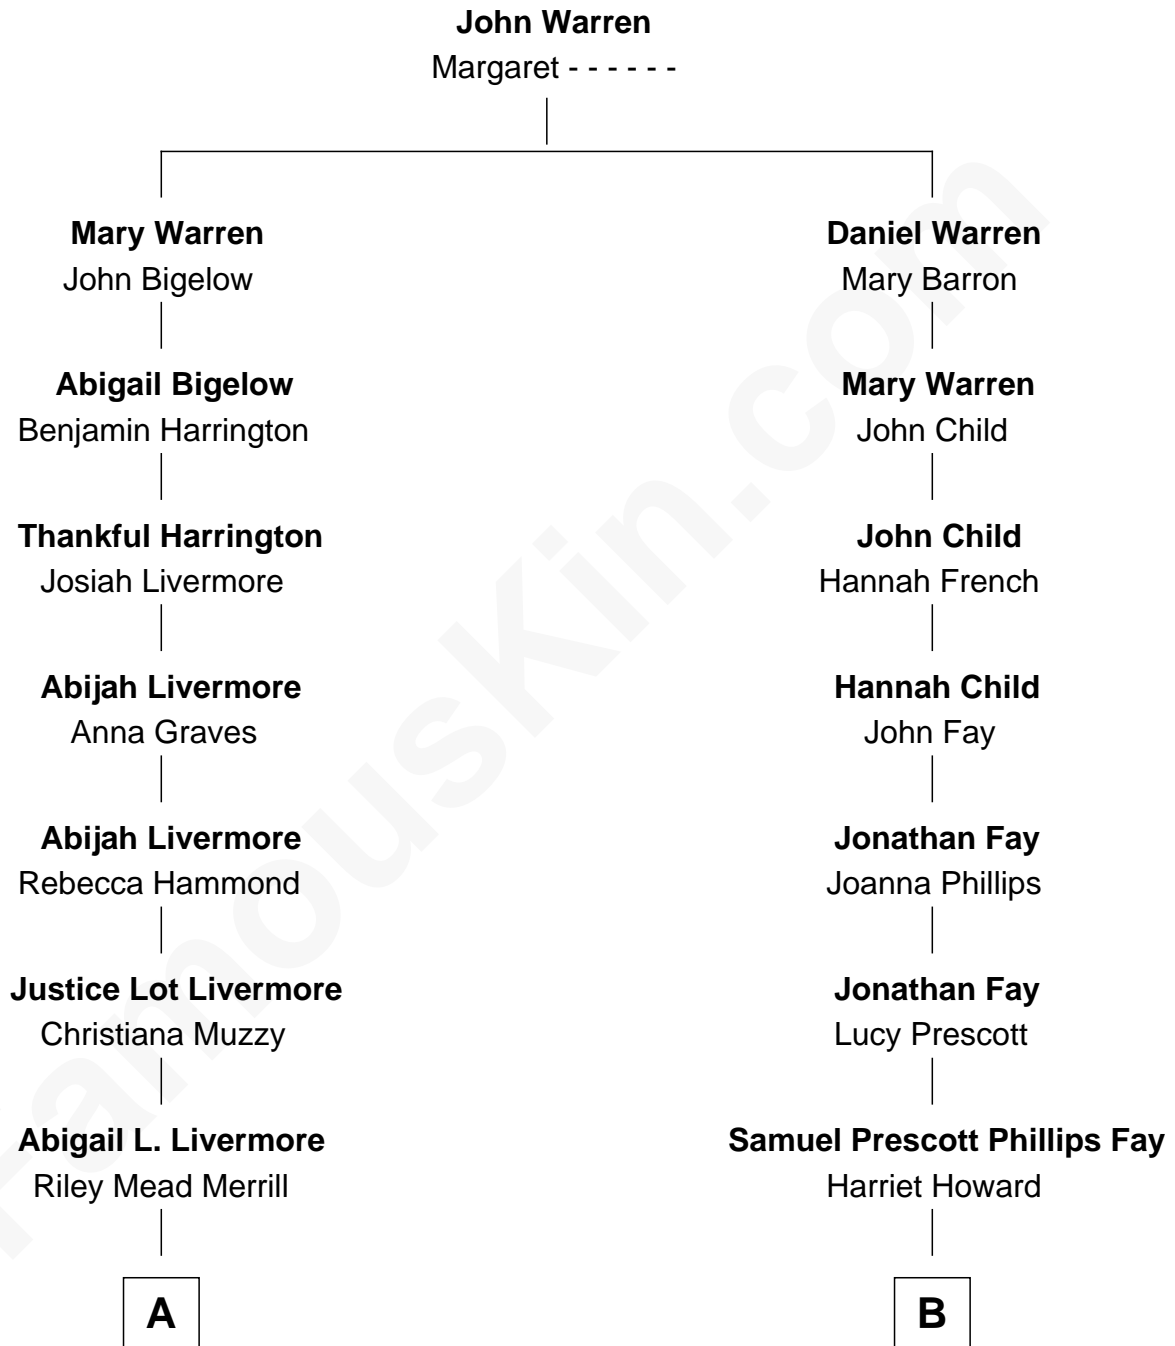 John Warren
Margaret - - - - - -
Mary Warren
John Bigelow
Daniel Warren
Mary Barron
Abigail Bigelow
Benjamin Harrington
Mary Warren
John Child
Thankful Harrington
Josiah Livermore
John Child
Hannah French
Abijah Livermore
Anna Graves
Hannah Child
John Fay
Abijah Livermore
Rebecca Hammond
Jonathan Fay
Joanna Phillips
Justice Lot Livermore
Christiana Muzzy
Jonathan Fay
Lucy Prescott
Abigail L. Livermore
Riley Mead Merrill
Samuel Prescott Phillips Fay
Harriet Howard
A
B
FamousKin.com